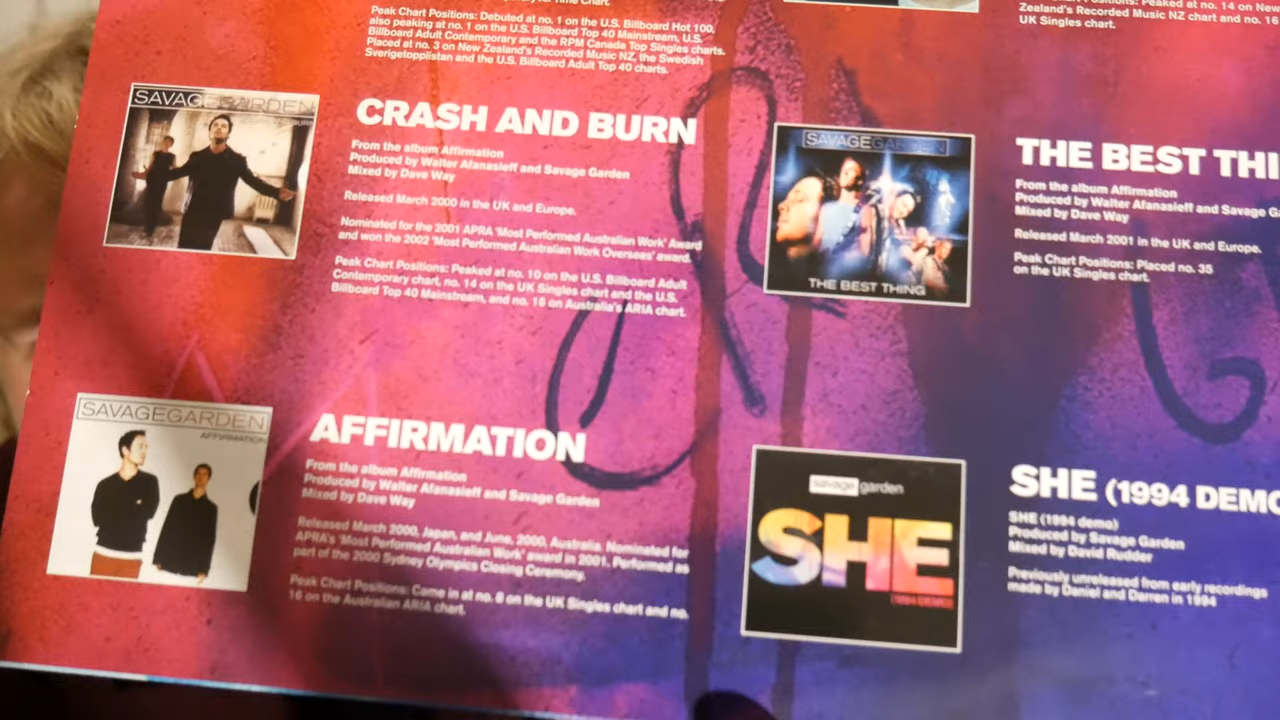 Peak Chart Positions: Debuted at no. 1 on the U.S. Billboard Hot 100,
also peaking at no. 1 on the U.S. Billboard Top 40 Mainstream, U.S.
Billboard Adult Contemporary and the RPM Canada Top Singles charts.
Placed at no. 3 on New Zealand's Recorded Music NZ, the Swedish
Sverigetopplistan and the U.S. Billboard Adult Top 40 charts.
Peaked at no. 14 on New
Zealand's Recorded Music NZ chart and no. 16
UK Singles chart.
SAVAGEGARDEN
CRASH AND BURN
From the album Affirmation
Produced by Walter Afanasieff and Savage Garden
Mixed by Dave Way
Released March 2000 in the UK and Europe.
Nominated for the 2001 APRA 'Most Performed Australian Work' Award
and won the 2002 'Most Performed Australian Work Overseas' award.
Peak Chart Positions: Peaked at no. 10 on the U.S. Billboard Adult
Contemporary chart, no. 14 on the UK Singles chart and the U.S.
Billboard Top 40 Mainstream, and no. 16 on Australia's ARIA chart.
SAVAGEGARDEN
THE BEST THING
THE BEST THI
From the album Affirmation
Produced by Walter Afanasieff and Savage G
Mixed by Dave Way
Released March 2001 in the UK and Europe.
Peak Chart Positions: Placed no. 35
on the UK Singles chart.
SAVAGEGARDEN
AFFIRMATION
AFFIRMATION
From the album Affirmation
Produced by Walter Afanasieff and Savage Garden
Mixed by Dave Way
Released March 2000, Japan, and June, 2000, Australia. Nominated for
APRA's 'Most Performed Australian Work' award in 2001. Performed as
part of the 2000 Sydney Olympics Closing Ceremony.
Peak Chart Positions: Came in at no. 8 on the UK Singles chart and no.
16 on the Australian ARIA chart.
savage garden
SHE
(1994 DEMO)
SHE (1994 DEMO
SHE (1994 demo)
Produced by Savage Garden
Mixed by David Rudder
Previously unreleased from early recordings
made by Daniel and Darren in 1994